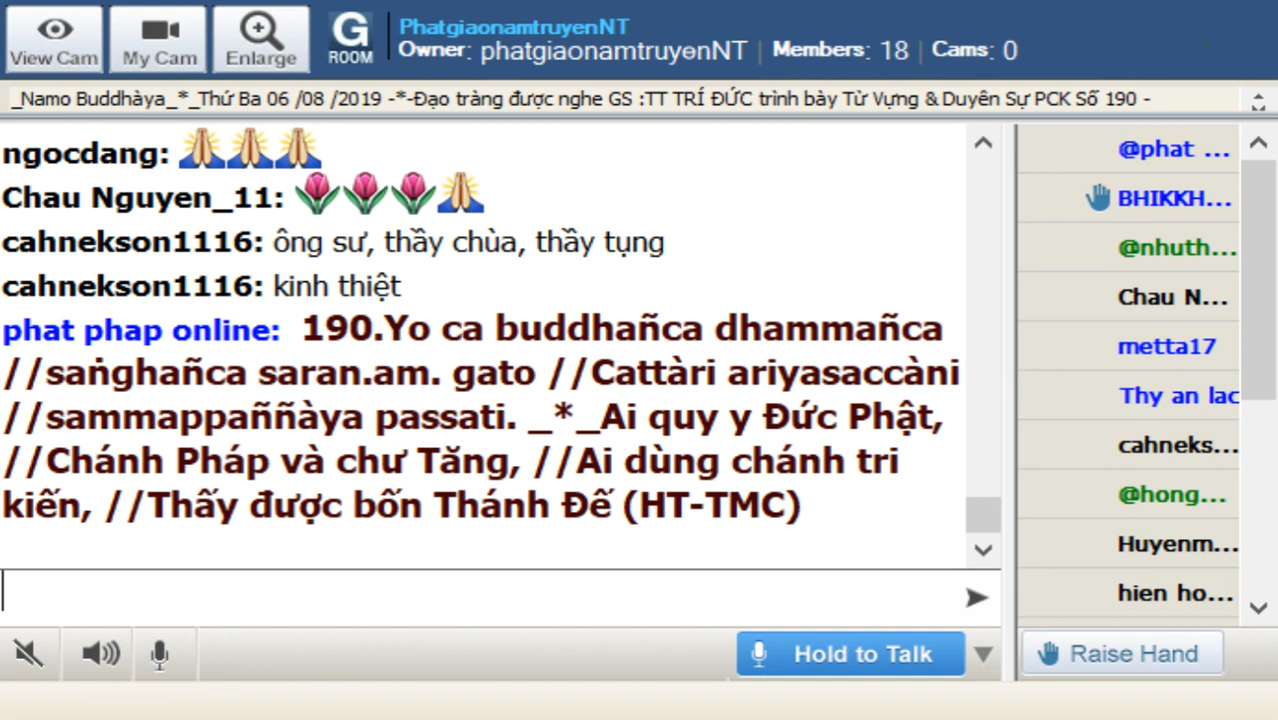 View Cam
My Cam
Enlarge
G
ROOM
PhatgiaonamtruyenNT
Owner: phatgiaonamtruyenNT | Members: 18 | Cams: 0
_Namo Buddhàya_*_Thứ Ba 06 /08 /2019 -*-Đạo tràng được nghe GS :TT TRÍ ĐỨC trình bày Từ Vựng & Duyên Sự PCK Số 190 -
ngocdang:
Chau Nguyen_11:
cahnekson1116: ông sư, thầy chùa, thầy tụng
cahnekson1116: kinh thiệt
phat phap online: 190.Yo ca buddhañca dhammañca
//saṅghañca saran.am. gato //Cattàri ariyasaccàni
//sammappaññàya passati. _*_Ai quy y Đức Phật,
//Chánh Pháp và chư Tăng, //Ai dùng chánh tri
kiến, //Thấy được bốn Thánh Đế (HT-TMC)
@phat ...
BHIKKH...
@nhuth...
Chau N...
metta17
Thy an lac
cahneks...
@hong...
Huyenm...
hien ho...
Hold to Talk
Raise Hand